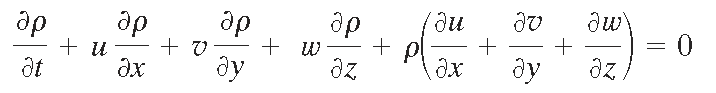 ∂ρ/∂t + u ∂ρ/∂x + v ∂ρ/∂y + w ∂ρ/∂z + ρ(∂u/∂x + ∂v/∂y + ∂w/∂z) = 0